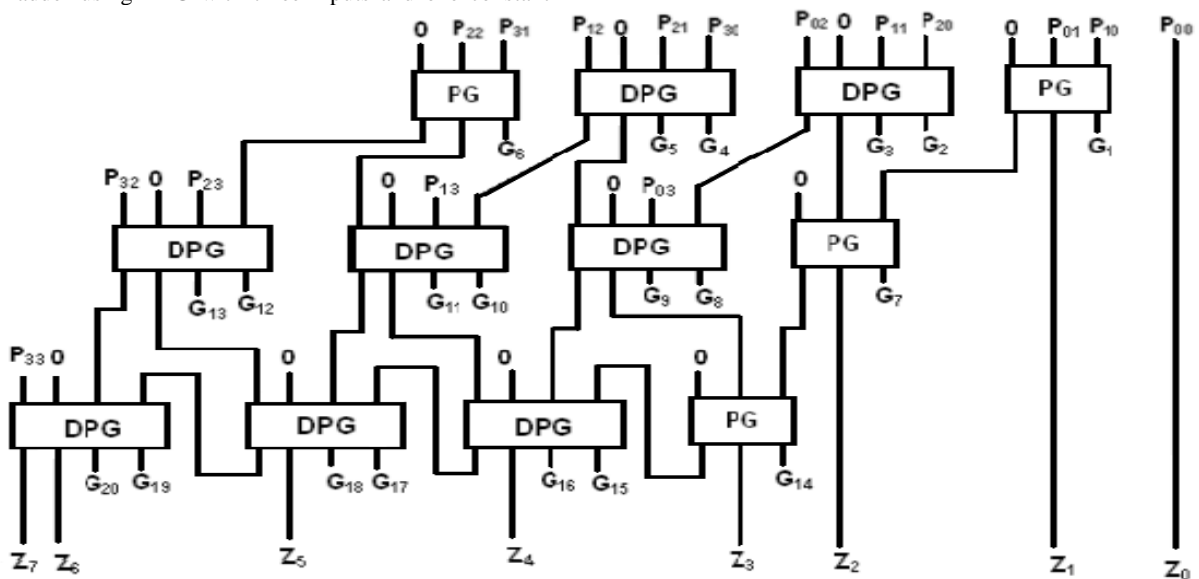 0 P₂₂ P₃₁ P₁₂ 0 P₂₁ P₃₀ P₀₂ 0 P₁₁ P₂₀ 0 P₀₁ P₁₀ P₀₀
PG DPG DPG PG
G₆ G₅ G₄ G₃ G₂ G₁
P₃₂ 0 P₂₃ 0 P₁₃ 0 P₀₃ 0
DPG DPG DPG PG
G₁₃ G₁₂ G₁₁ G₁₀ G₉ G₈ G₇
P₃₃ 0 0 0 0
DPG DPG DPG PG
G₂₀ G₁₉ G₁₈ G₁₇ G₁₆ G₁₅ G₁₄
Z₇ Z₆ Z₅ Z₄ Z₃ Z₂ Z₁ Z₀